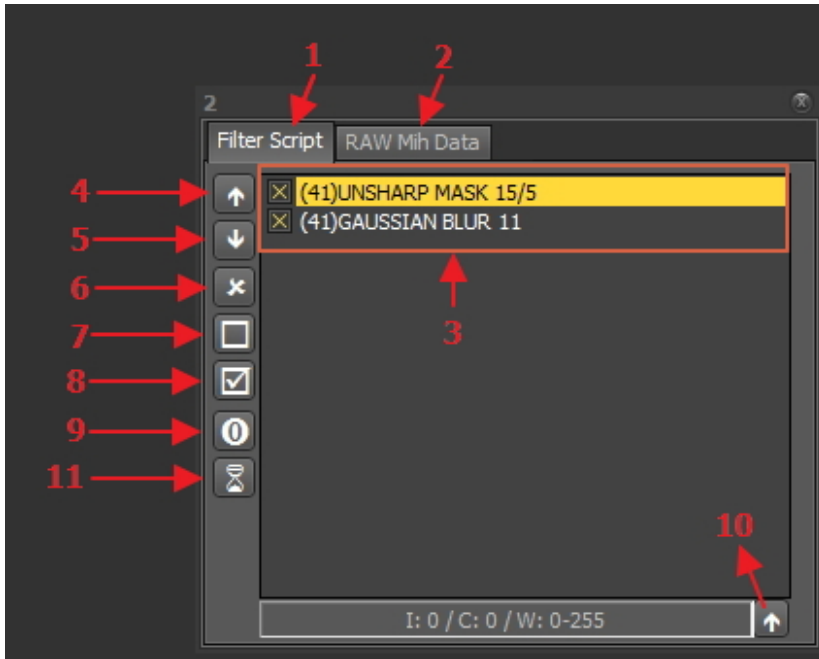 1 2
2
Filter Script RAW Mih Data
4 (41)UNSHARP MASK 15/5
5 (41)GAUSSIAN BLUR 11
6
3
7
8
9 0
11
10
I: 0 / C: 0 / W: 0-255